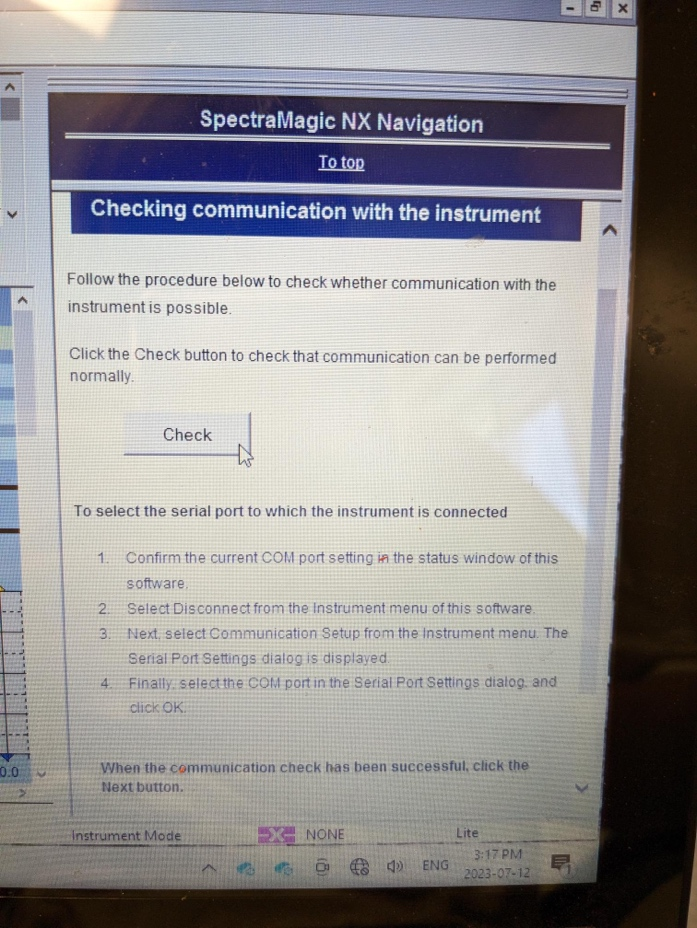 SpectraMagic NX Navigation
To top
Checking communication with the instrument
Follow the procedure below to check whether communication with the
instrument is possible.
Click the Check button to check that communication can be performed
normally.
Check
To select the serial port to which the instrument is connected
1. Confirm the current COM port setting in the status window of this
software.
2. Select Disconnect from the Instrument menu of this software.
3. Next, select Communication Setup from the Instrument menu. The
Serial Port Settings dialog is displayed.
4. Finally, select the COM port in the Serial Port Settings dialog, and
click OK.
When the communication check has been successful, click the
Next button.
0.0
Instrument Mode NONE Lite
ENG 3:17 PM
2023-07-12
1